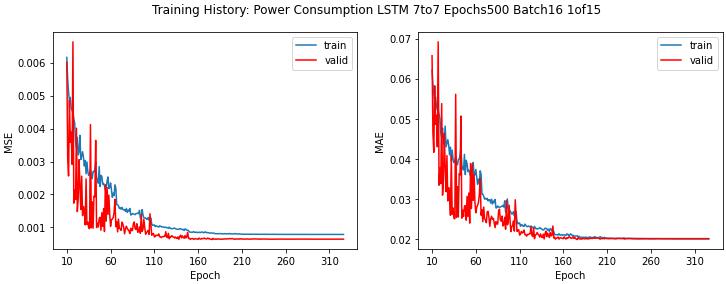 Training History: Power Consumption LSTM 7to7 Epochs500 Batch16 1of15
MSE
0.006
0.005
0.004
0.003
0.002
0.001
train
valid
10 60 110 160 210 260 310
Epoch
MAE
0.07
0.06
0.05
0.04
0.03
0.02
train
valid
10 60 110 160 210 260 310
Epoch